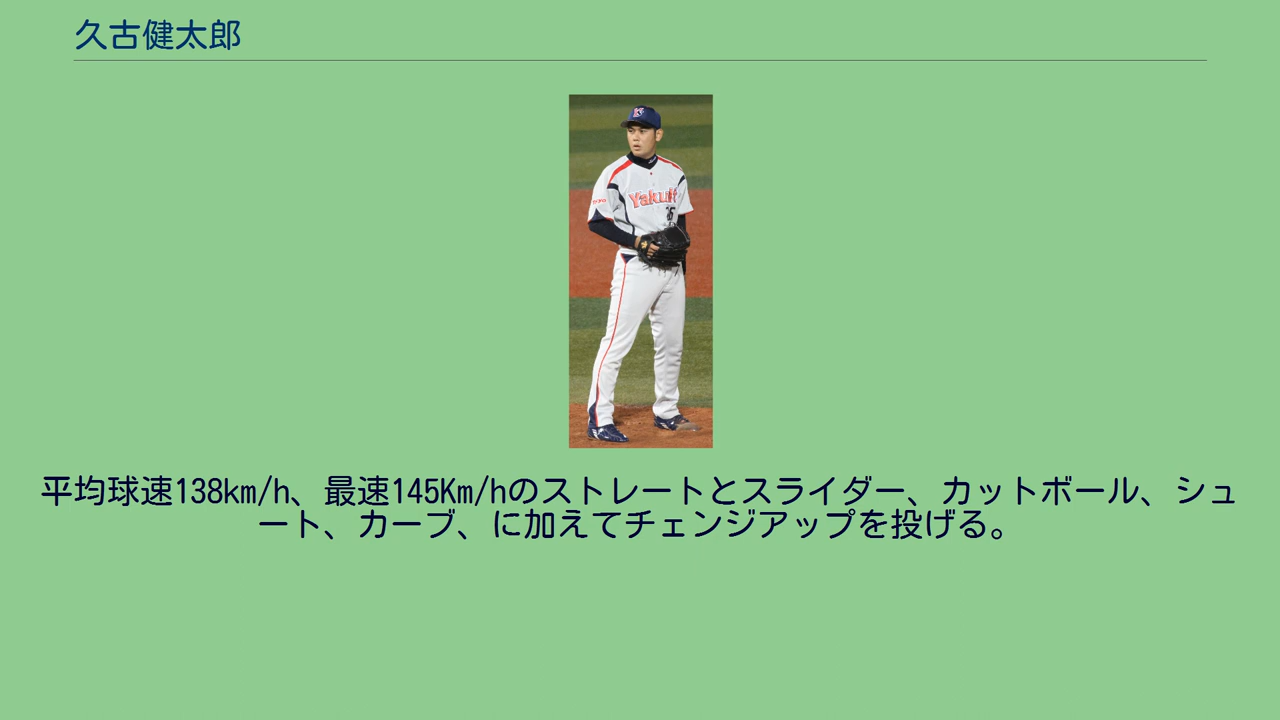 久古健太郎
Yakult
平均球速138km/h、最速145Km/hのストレートとスライダー、カットボール、シュ
ート、カーブ、に加えてチェンジアップを投げる。